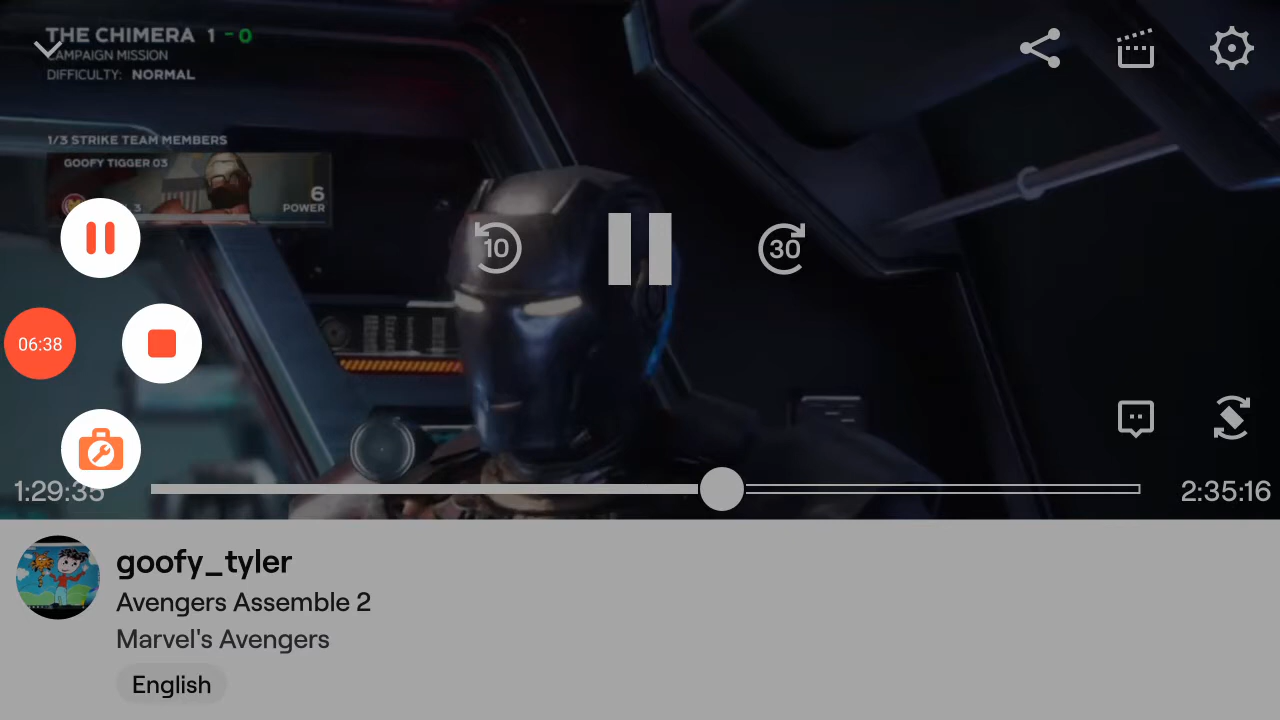 THE CHIMERA 1 - 0
CAMPAIGN MISSION
DIFFICULTY: NORMAL
1/3 STRIKE TEAM MEMBERS
GOOFY TIGGER 03
6
POWER
3
10
30
06:38
1:29:35
2:35:16
goofy_tyler
Avengers Assemble 2
Marvel's Avengers
English